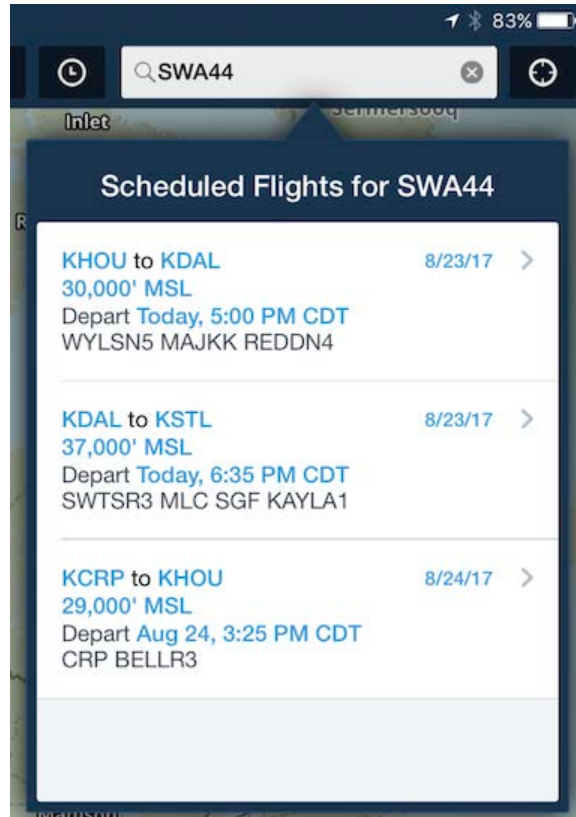 83%
SWA44
Inlet
Sermersooq
Scheduled Flights for SWA44
R
KHOU to KDAL 8/23/17
30,000' MSL
Depart Today, 5:00 PM CDT
WYLSN5 MAJKK REDDN4
KDAL to KSTL 8/23/17
37,000' MSL
Depart Today, 6:35 PM CDT
SWTSR3 MLC SGF KAYLA1
KCRP to KHOU 8/24/17
29,000' MSL
Depart Aug 24, 3:25 PM CDT
CRP BELLR3